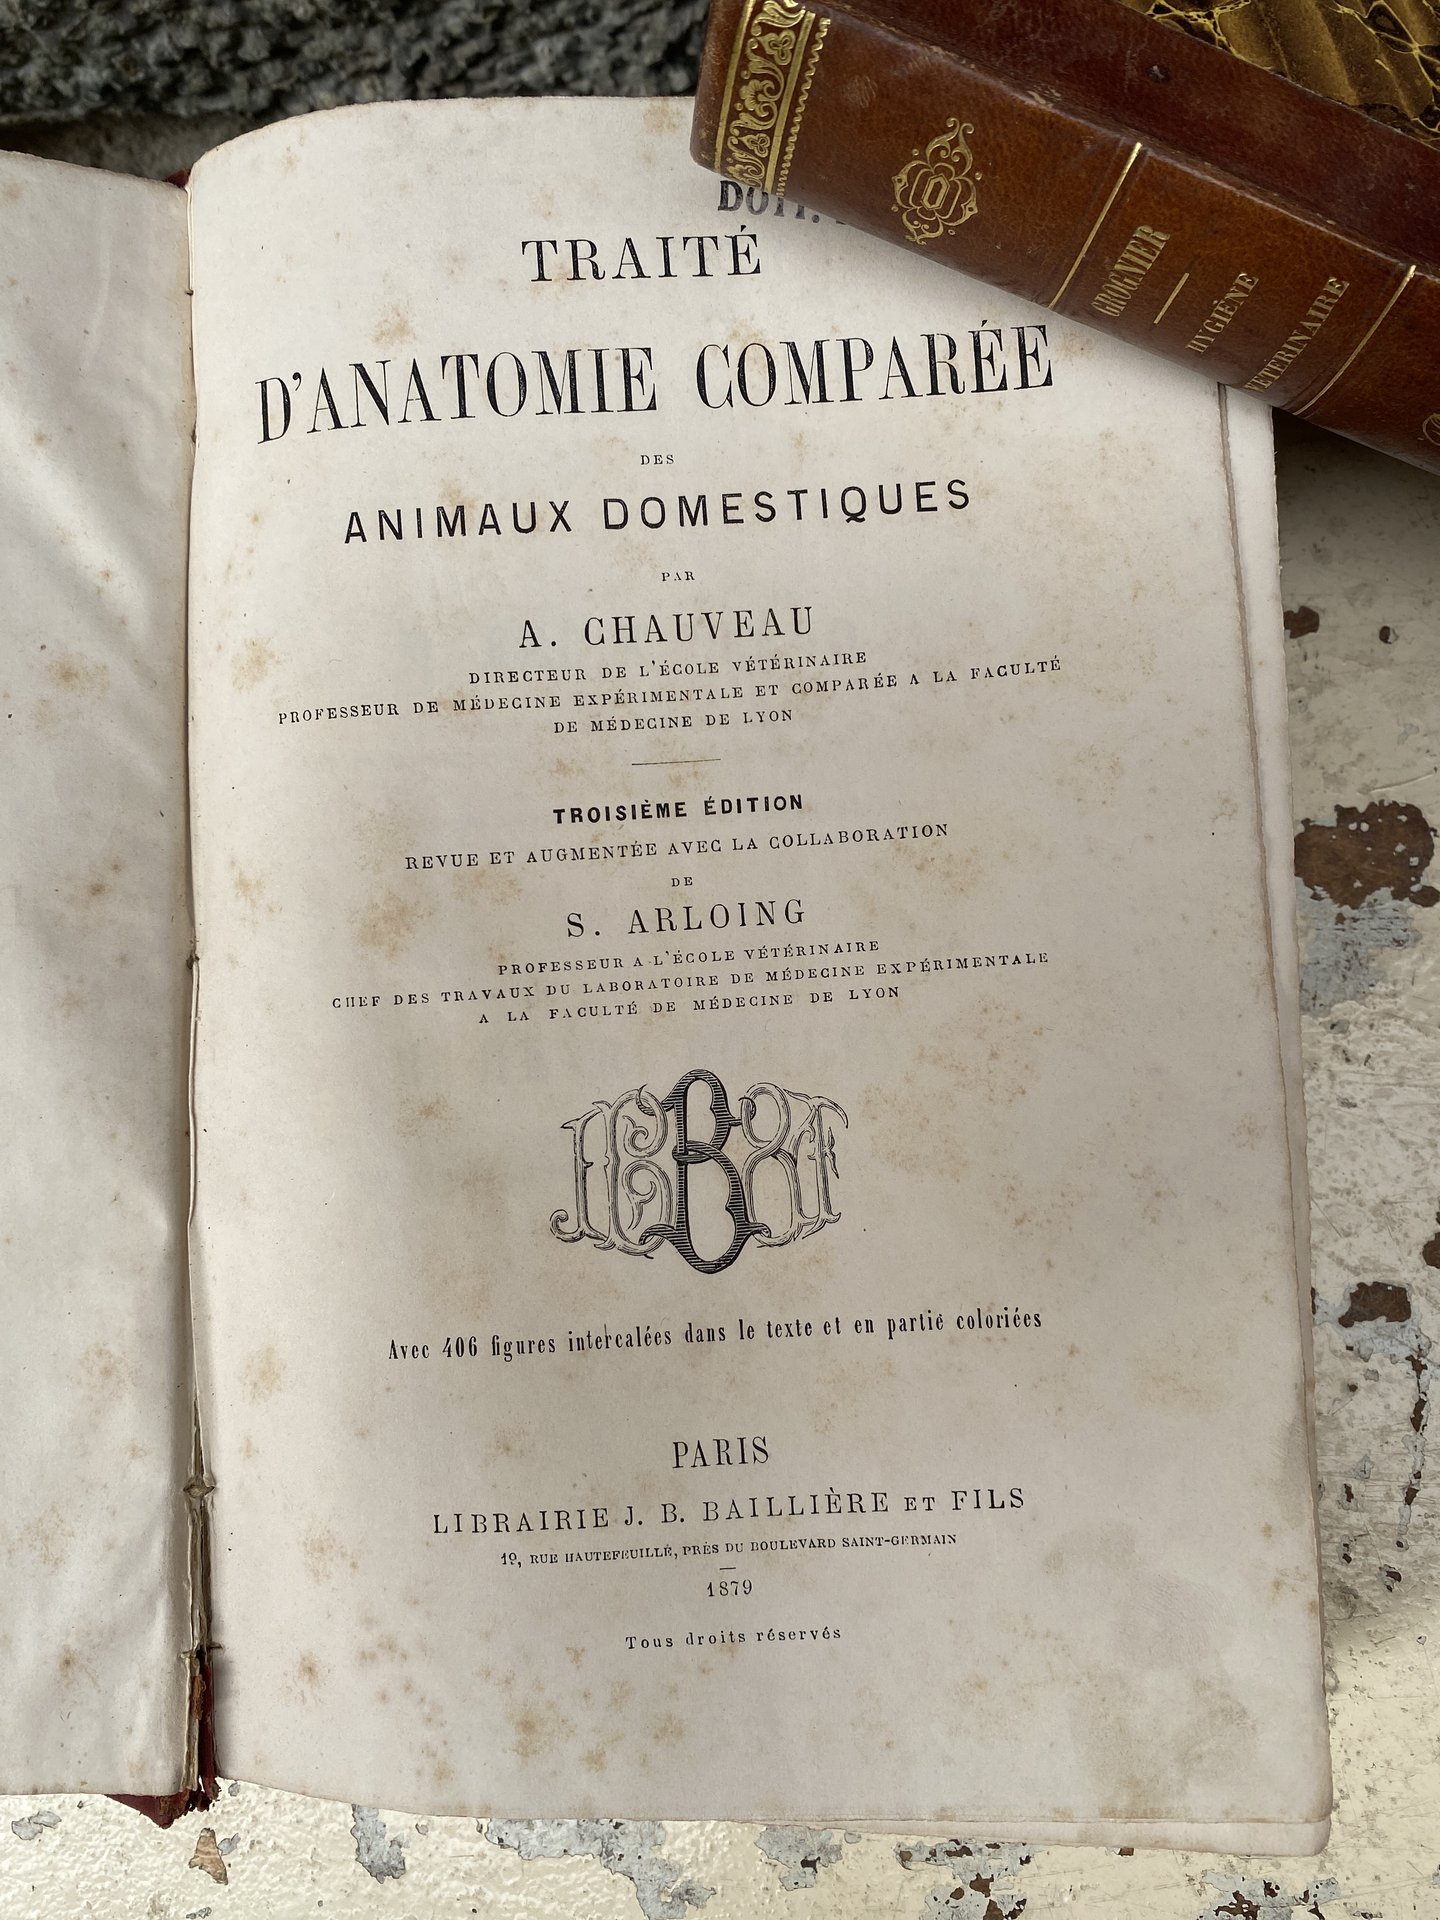 TRAITÉ
D'ANATOMIE COMPARÉE
DES
ANIMAUX DOMESTIQUES
PAR
A. CHAUVEAU
DIRECTEUR DE L'ÉCOLE VÉTÉRINAIRE
PROFESSEUR DE MÉDECINE EXPÉRIMENTALE ET COMPARÉE A LA FACULTÉ
DE MÉDECINE DE LYON
TROISIÈME ÉDITION
REVUE ET AUGMENTÉE AVEC LA COLLABORATION
DE
S. ARLOING
PROFESSEUR A L'ÉCOLE VÉTÉRINAIRE
CHEF DES TRAVAUX DU LABORATOIRE DE MÉDECINE EXPÉRIMENTALE
A LA FACULTÉ DE MÉDECINE DE LYON
Avec 406 figures intercalées dans le texte et en partie coloriées
PARIS
LIBRAIRIE J. B. BAILLIÈRE ET FILS
19, RUE HAUTEFEUILLE, PRÈS DU BOULEVARD SAINT-GERMAIN
1879
Tous droits réservés
GROGNIER
HYGIÈNE
VÉTÉRINAIRE